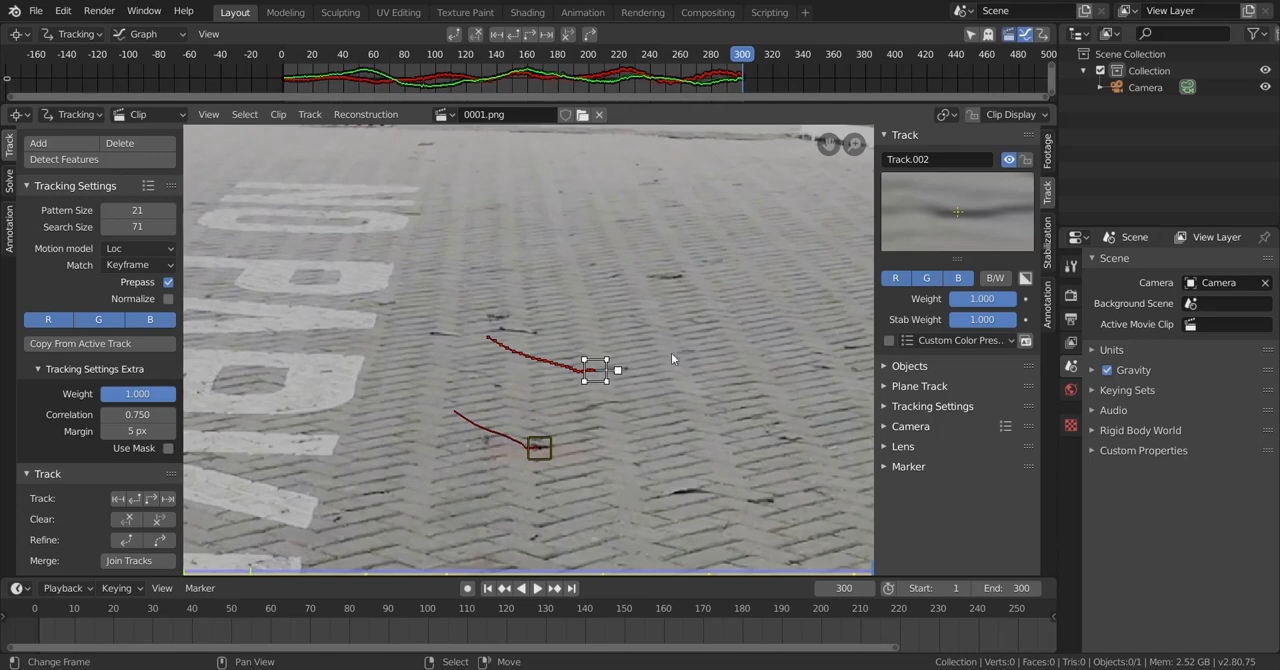 File Edit Render Window Help Layout Modeling Sculpting UV Editing Texture Paint Shading Animation Rendering Compositing Scripting + Scene View Layer
Tracking Graph View
-160 -140 -120 -100 -80 -60 -40 -20 0 20 40 60 80 100 120 140 160 180 200 220 240 260 280 300 320 340 360 380 400 420 440 460 480 500
0
Scene Collection
Collection
Camera
Tracking Clip View Select Clip Track Reconstruction 0001.png Clip Display
Track
Solve
Annotation
Add Delete
Detect Features
Tracking Settings
Pattern Size 21
Search Size 71
Motion model Loc
Match Keyframe
Prepass
Normalize
R G B
Copy From Active Track
Tracking Settings Extra
Weight 1.000
Correlation 0.750
Margin 5 px
Use Mask
Track
Track:
Clear:
Refine:
Merge: Join Tracks
Track
Track.002
R G B B/W
Weight 1.000
Stab Weight 1.000
Custom Color Pres..
Objects
Plane Track
Tracking Settings
Camera
Lens
Marker
Footage
Track
Stabilization
Annotation
Scene View Layer
Scene
Camera Camera
Background Scene
Active Movie Clip
Units
Gravity
Keying Sets
Audio
Rigid Body World
Custom Properties
Playback Keying View Marker 300 Start: 1 End: 300
0 10 20 30 40 50 60 70 80 90 100 110 120 130 140 150 160 170 180 190 200 210 220 230 240 250
Change Frame Pan View Select Move Collection | Verts:0 | Faces:0 | Tris:0 | Objects:0/1 | Mem: 2.52 GB | v2.80.75